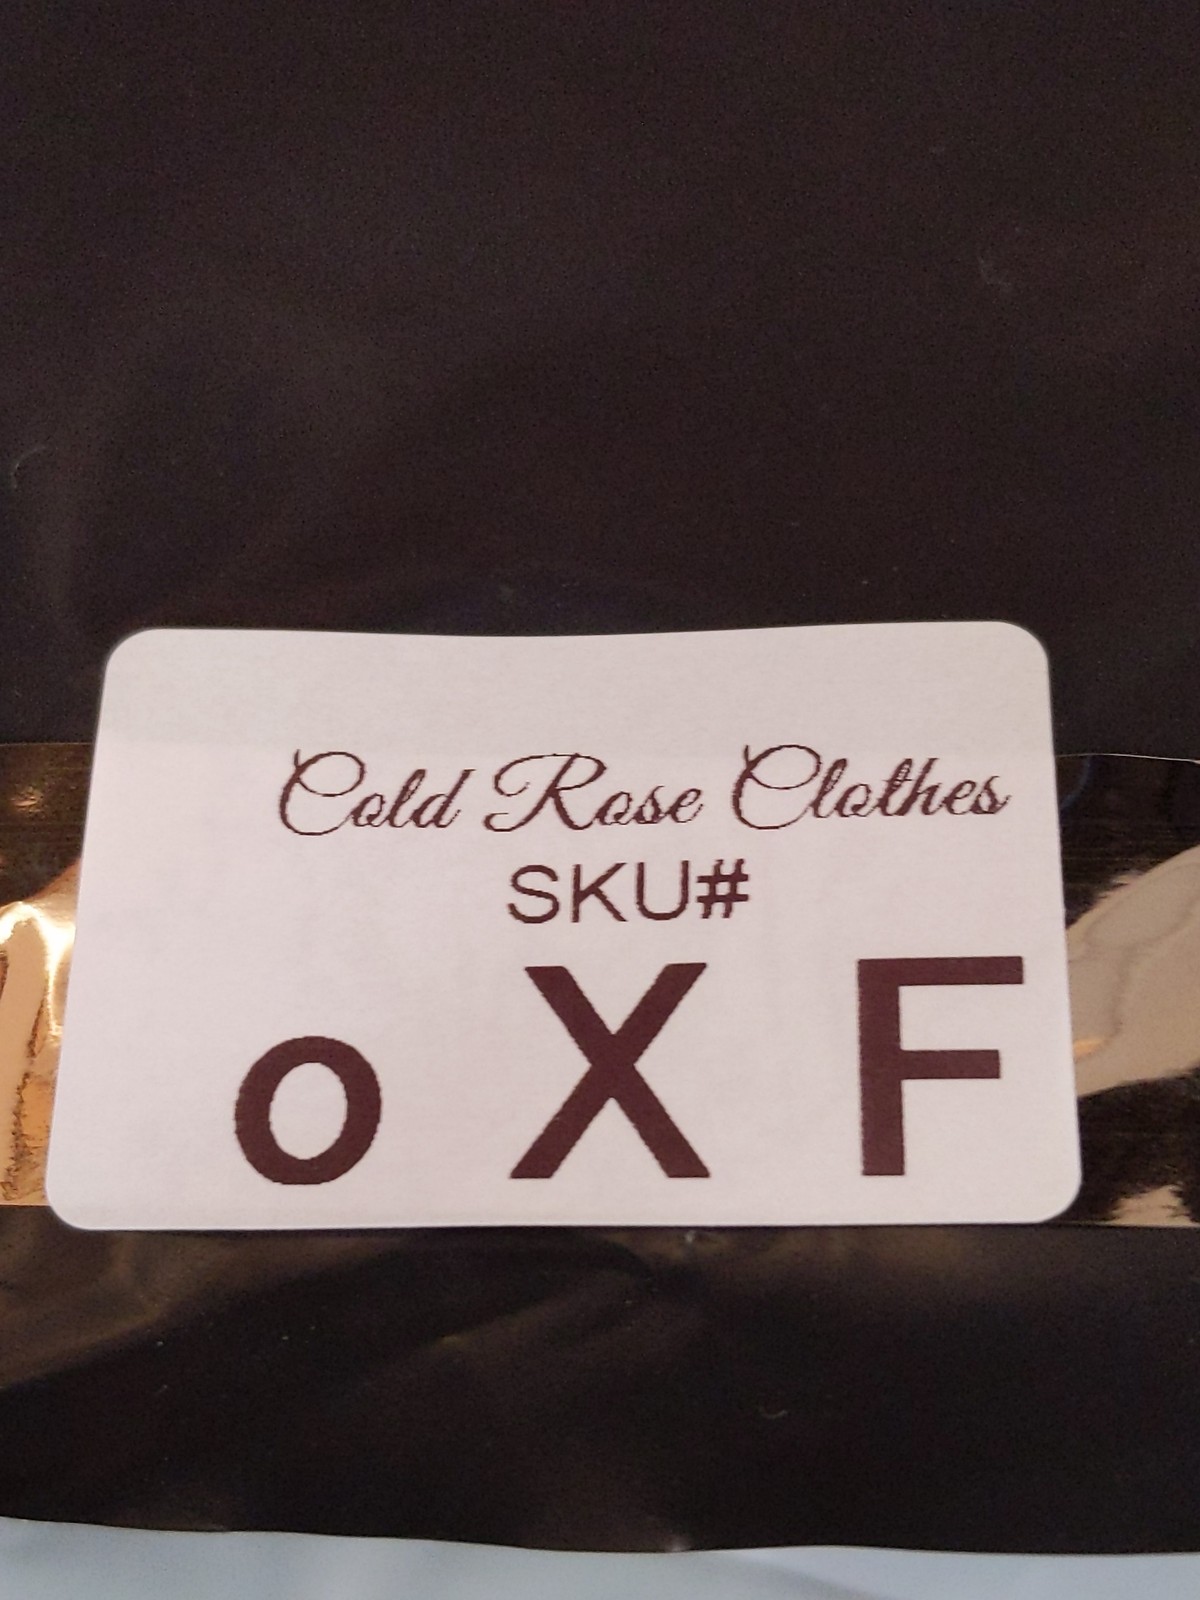 Cold Rose Clothes
SKU#
o X F